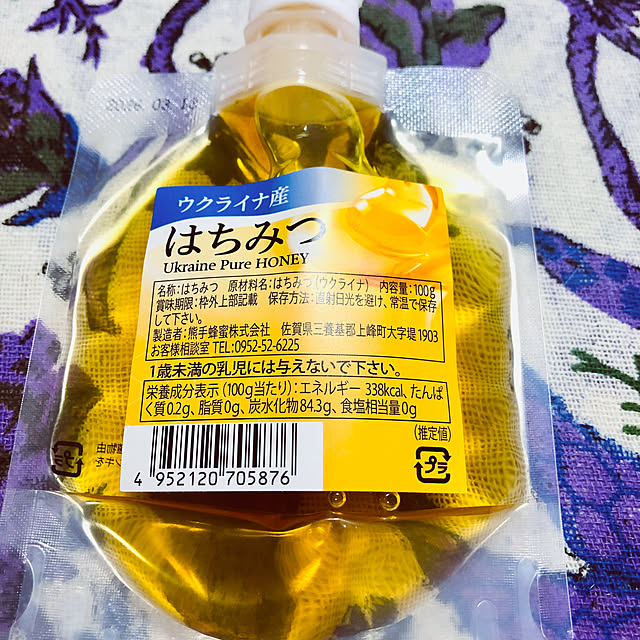 2026.03.13
ウクライナ産
はちみつ
Ukraine Pure HONEY
名称:はちみつ 原材料名:はちみつ(ウクライナ) 内容量:100g
賞味期限:枠外上部記載 保存方法:直射日光を避け、常温で保存
して下さい。
製造者:熊手蜂蜜株式会社 佐賀県三養基郡上峰町大字堤1903
お客様相談室 TEL:0952-52-6225
1歳未満の乳児には与えないで下さい。
栄養成分表示(100g当たり):エネルギー 338kcal、たんぱ
く質0.2g、脂質0g、炭水化物84.3g、食塩相当量0g
(推定値)
プラ
4 952120 705876
プラ